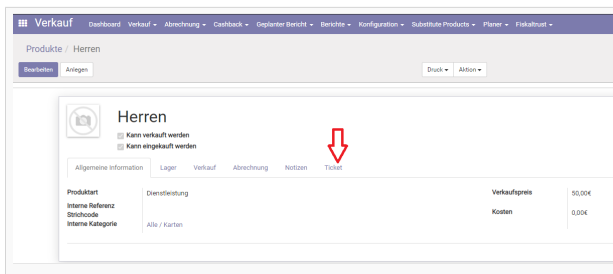 Verkauf Dashboard Verkauf Abrechnung Cashback Geplanter Bericht Berichte Konfiguration Substitute Products Planer Fiskaltrust
Produkte / Herren
Bearbeiten Anlegen Druck Aktion
Herren
Kann verkauft werden
Kann eingekauft werden
Allgemeine Information Lager Verkauf Abrechnung Notizen Ticket
Produktart Dienstleistung Verkaufspreis 50,00€
Interne Referenz
Strichcode Kosten 0,00€
Interne Kategorie Alle / Karten